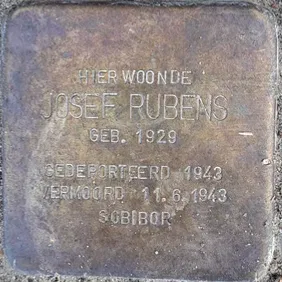 HIER WOONDE
JOSEF RUBENS
GEB. 1929
GEDEPORTEERD 1943
VERMOORD 11.6.1943
SOBIBOR